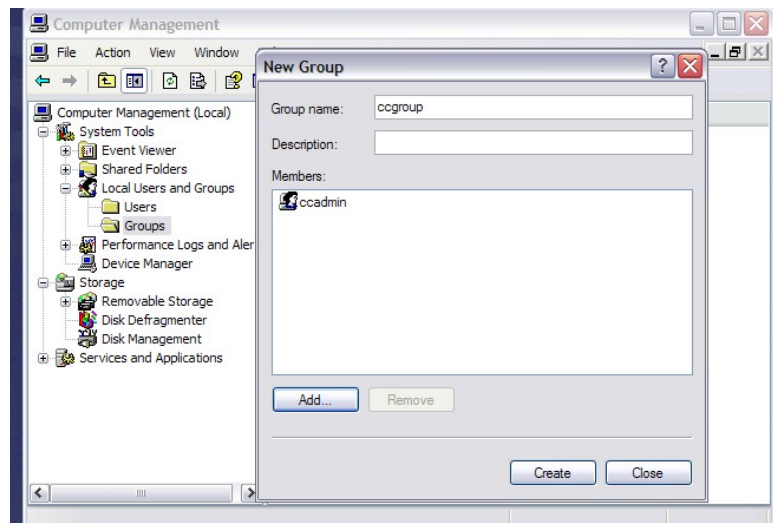 Computer Management
File Action View Window
Computer Management (Local)
System Tools
Event Viewer
Shared Folders
Local Users and Groups
Users
Groups
Performance Logs and Aler
Device Manager
Storage
Removable Storage
Disk Defragmenter
Disk Management
Services and Applications
New Group
Group name: ccgroup
Description:
Members:
ccadmin
Add... Remove
Create Close